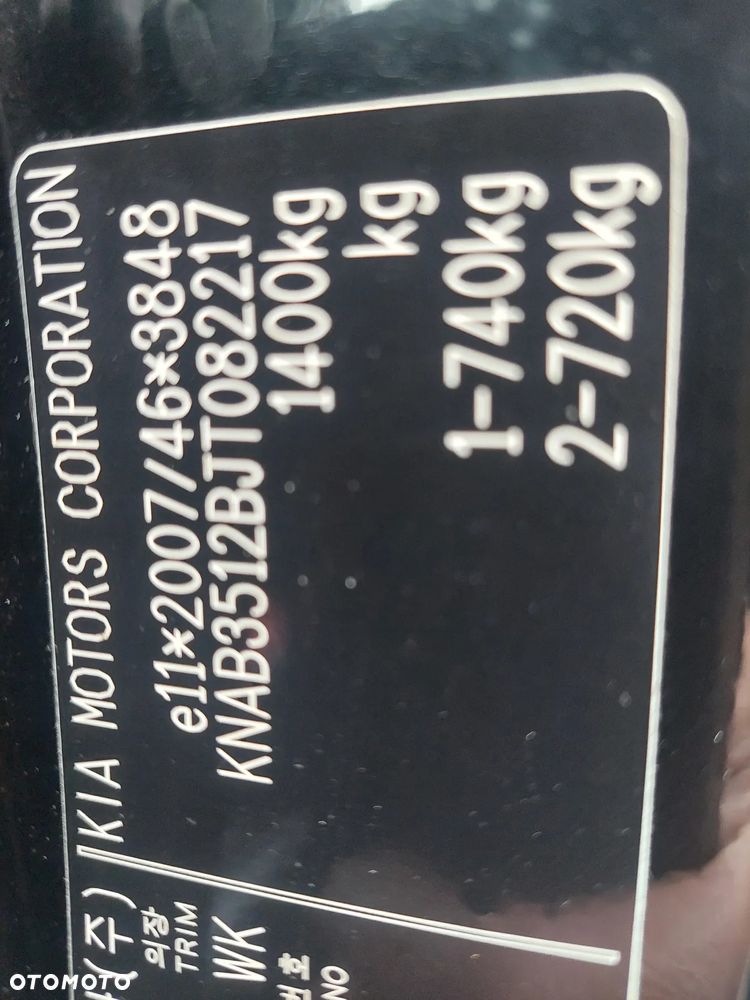 (주) KIA MOTORS CORPORATION
e11*2007/46*3848
KNAB3512BJT082217
1400kg
kg
1-740kg
2-720kg
의장
TRIM
WK
번호
NO
OTOMOTO